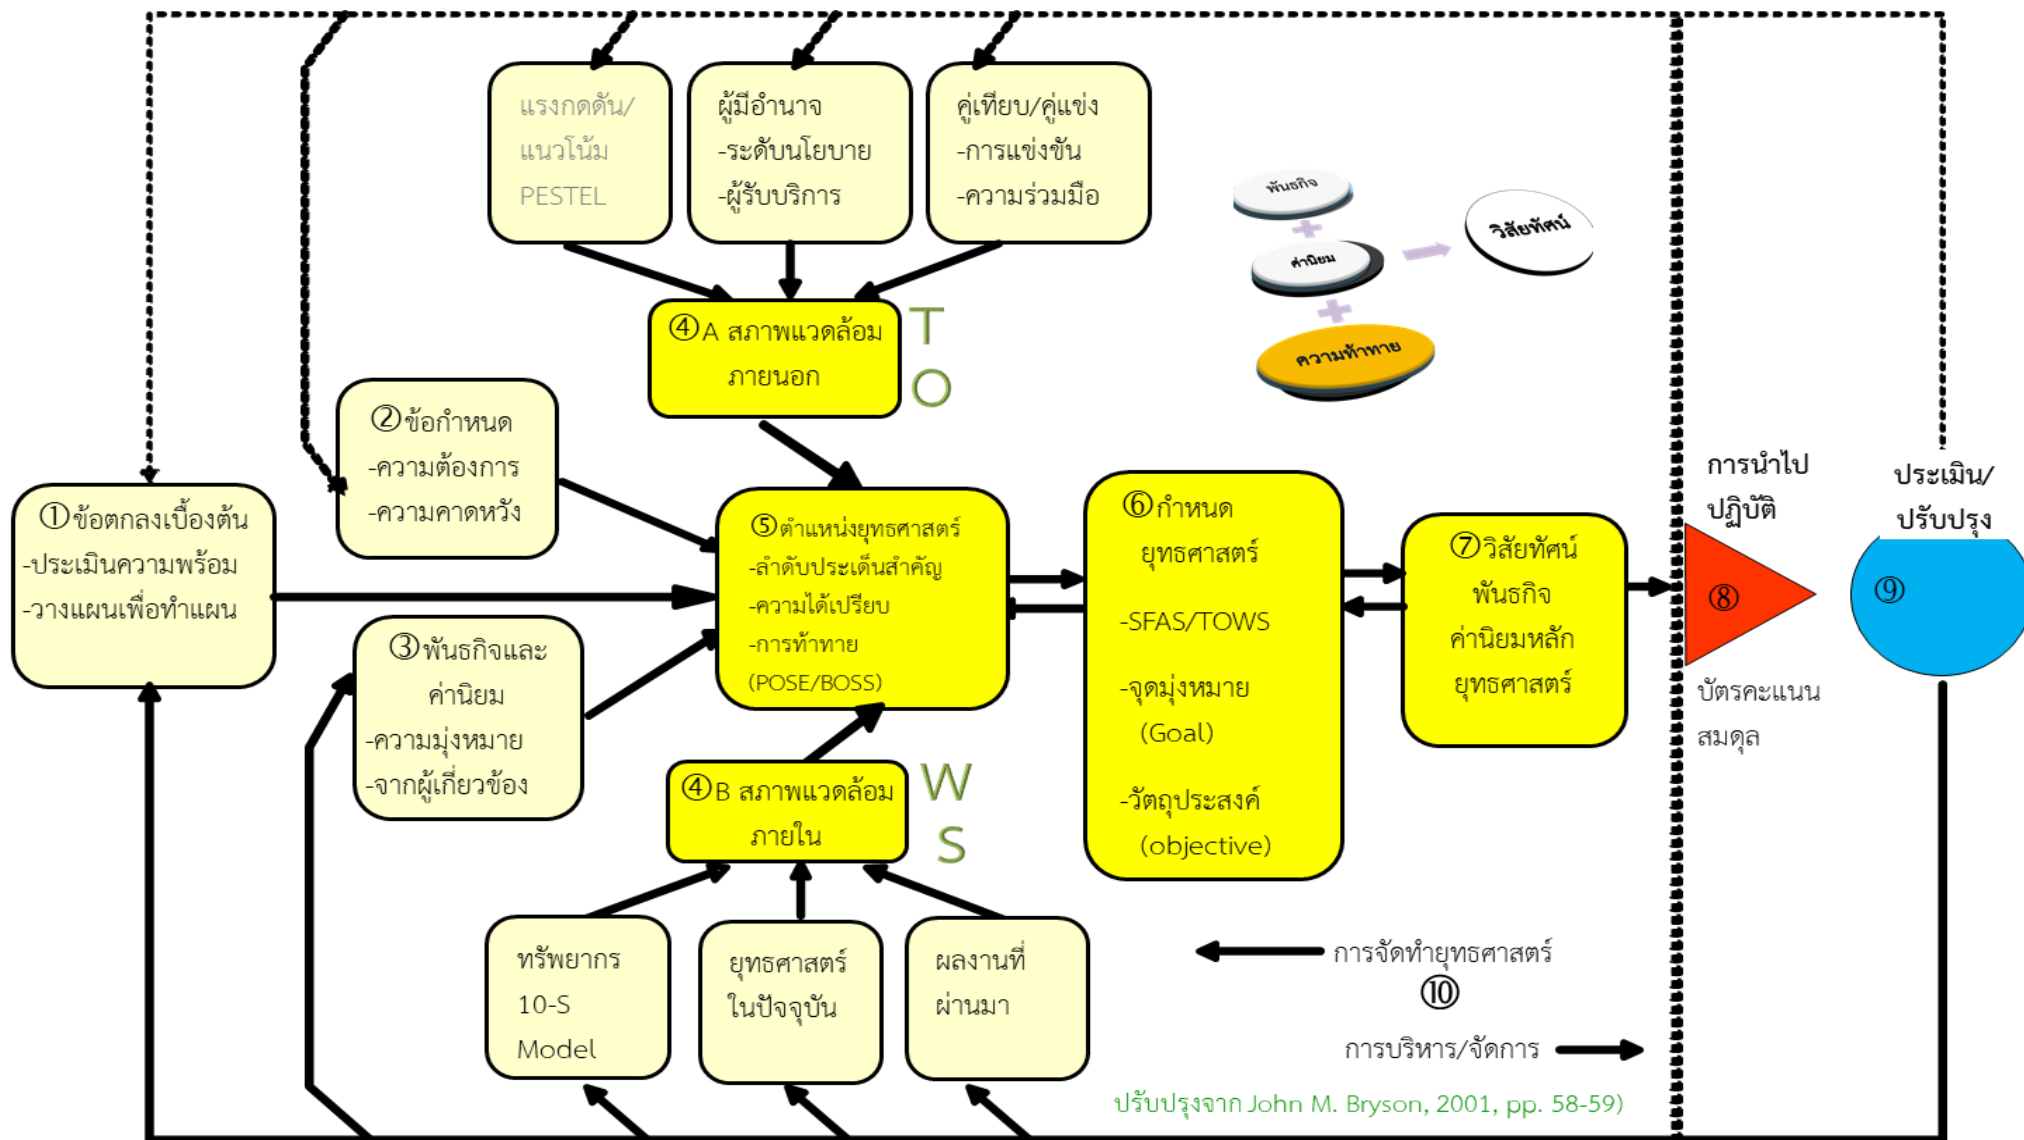 แรงกดดัน/
แนวโน้ม
PESTEL
ผู้มีอำนาจ
-ระดับนโยบาย
-ผู้รับบริการ
คู่เทียบ/คู่แข่ง
-การแข่งขัน
-ความร่วมมือ
พันธกิจ
ค่านิยม
ความท้าทาย
วิสัยทัศน์
④A สภาพแวดล้อม
ภายนอก
T
O
②ข้อกำหนด
-ความต้องการ
-ความคาดหวัง
①ข้อตกลงเบื้องต้น
-ประเมินความพร้อม
-วางแผนเพื่อทำแผน
③พันธกิจและ
ค่านิยม
-ความมุ่งหมาย
-จากผู้เกี่ยวข้อง
⑤ตำแหน่งยุทธศาสตร์
-ลำดับประเด็นสำคัญ
-ความได้เปรียบ
-การท้าทาย
(POSE/BOSS)
⑥กำหนด
ยุทธศาสตร์
-SFAS/TOWS
-จุดมุ่งหมาย
(Goal)
-วัตถุประสงค์
(objective)
⑦วิสัยทัศน์
พันธกิจ
ค่านิยมหลัก
ยุทธศาสตร์
การนำไป
ปฏิบัติ
⑧
บัตรคะแนน
สมดุล
ประเมิน/
ปรับปรุง
⑨
④B สภาพแวดล้อม
ภายใน
W
S
ทรัพยากร
10-S
Model
ยุทธศาสตร์
ในปัจจุบัน
ผลงานที่
ผ่านมา
การจัดทำยุทธศาสตร์
⑩
การบริหาร/จัดการ
ปรับปรุงจาก John M. Bryson, 2001, pp. 58-59)